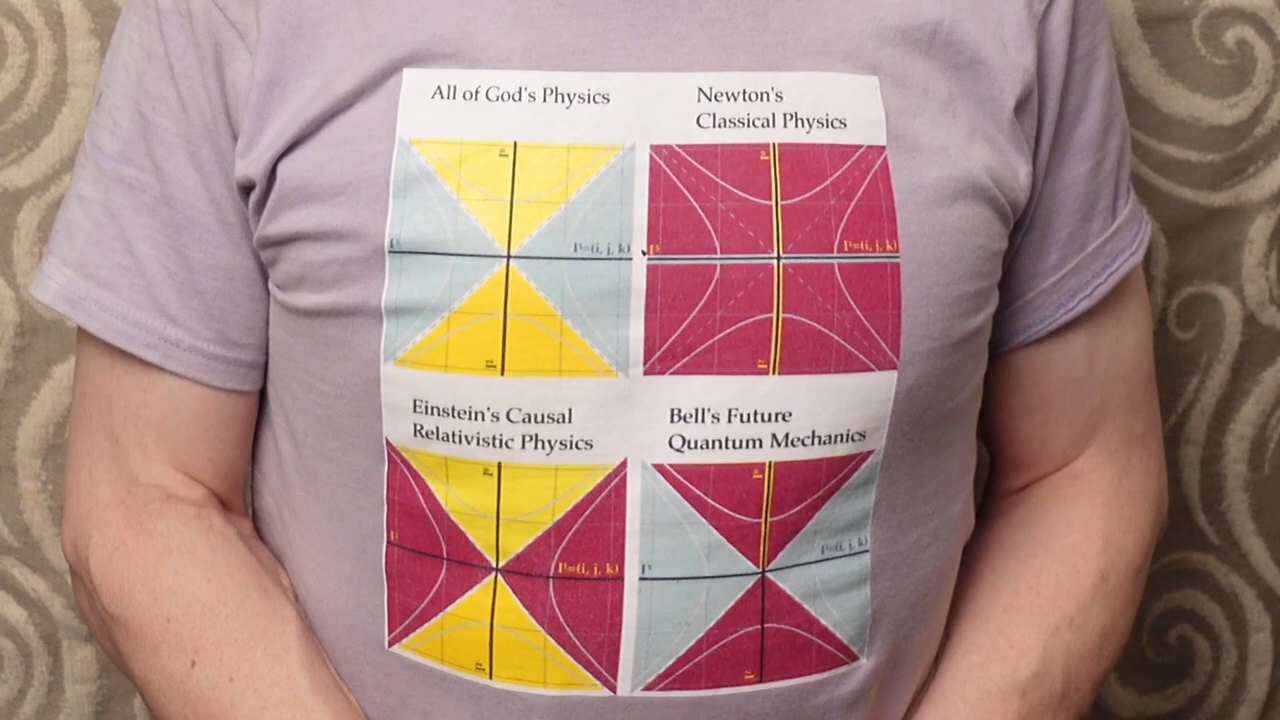 All of God's Physics
Newton's
Classical Physics
P=(i, j, k)
P=(i, j, k)
Einstein's Causal
Relativistic Physics
Bell's Future
Quantum Mechanics
P=(i, j, k)
P=(i, j, k)